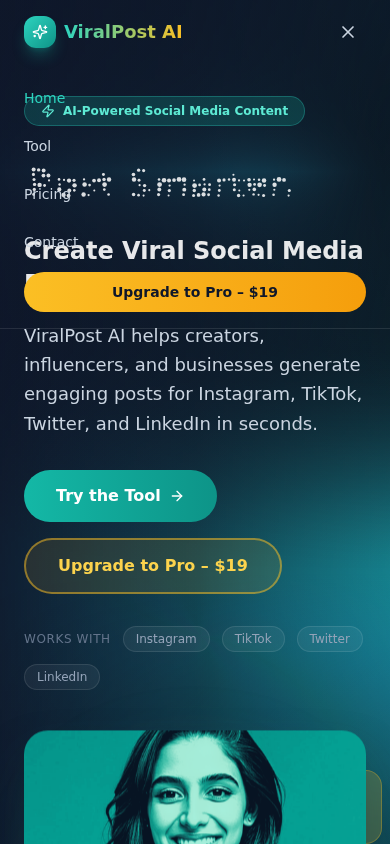 ViralPost AI
Home
AI-Powered Social Media Content
Tool
Post Smarter.
Pricing
Contact
Create Viral Social Media
Upgrade to Pro – $19
ViralPost AI helps creators,
influencers, and businesses generate
engaging posts for Instagram, TikTok,
Twitter, and LinkedIn in seconds.
Try the Tool →
Upgrade to Pro – $19
WORKS WITH Instagram TikTok Twitter
LinkedIn